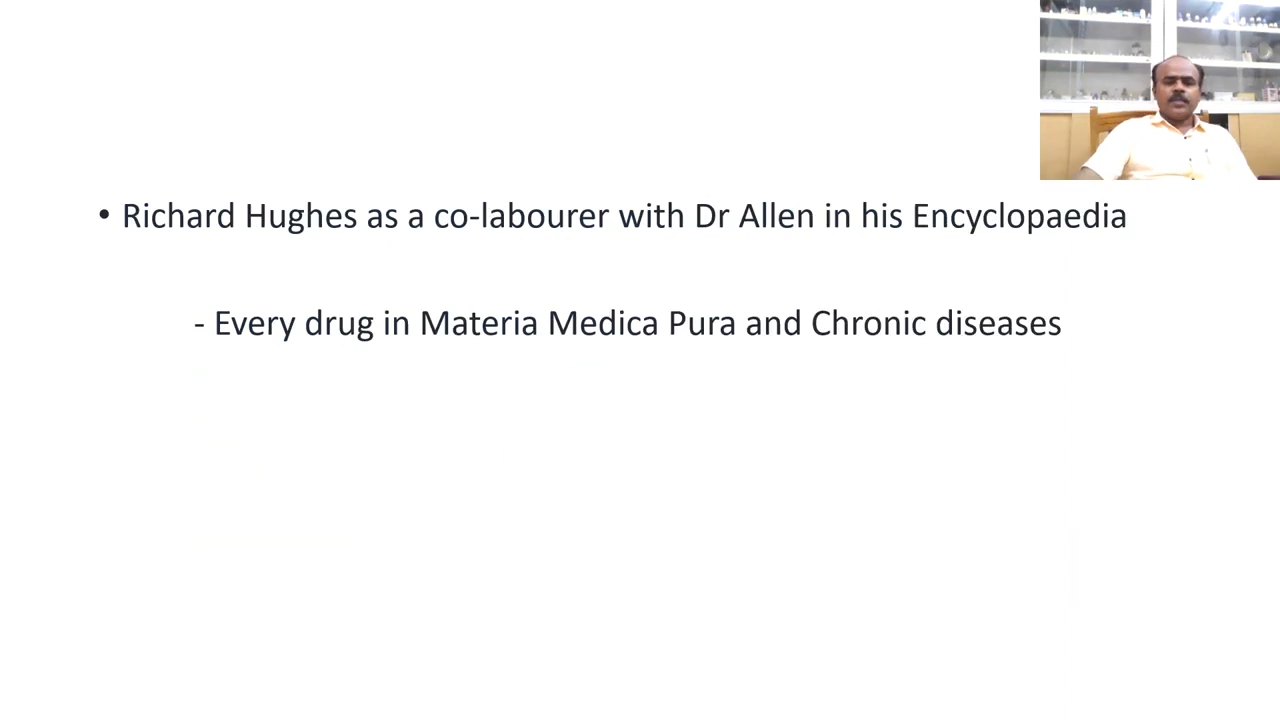 • Richard Hughes as a co-labourer with Dr Allen in his Encyclopaedia
- Every drug in Materia Medica Pura and Chronic diseases